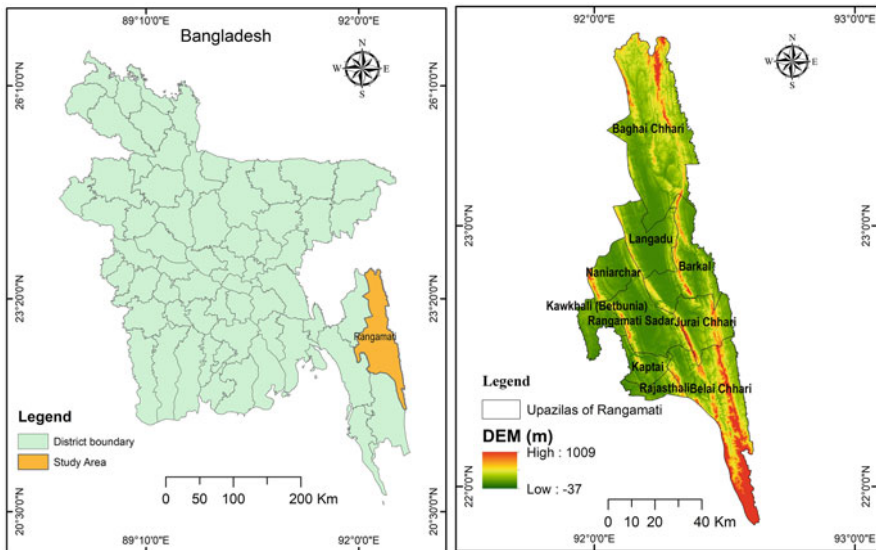 89°10'0"E
92°0'0"E
Bangladesh
N
W
E
S
26°10'0"N
26°10'0"N
23°20'0"N
23°20'0"N
Rangamati
Legend
District boundary
Study Area
0 50 100 200 Km
20°30'0"N
20°30'0"N
89°10'0"E
92°0'0"E
92°0'0"E
93°0'0"E
N
W
E
S
Baghai Chhari
23°0'0"N
23°0'0"N
Langadu
Barkal
Naniarchar
Kawkhali (Betbunia)
Rangamati Sadar
Jurai Chhari
Kaptai
Rajasthali
Belai Chhari
Legend
Upazilas of Rangamati
DEM (m)
High : 1009
Low : -37
22°0'0"N
22°0'0"N
0 10 20 40 Km
92°0'0"E
93°0'0"E